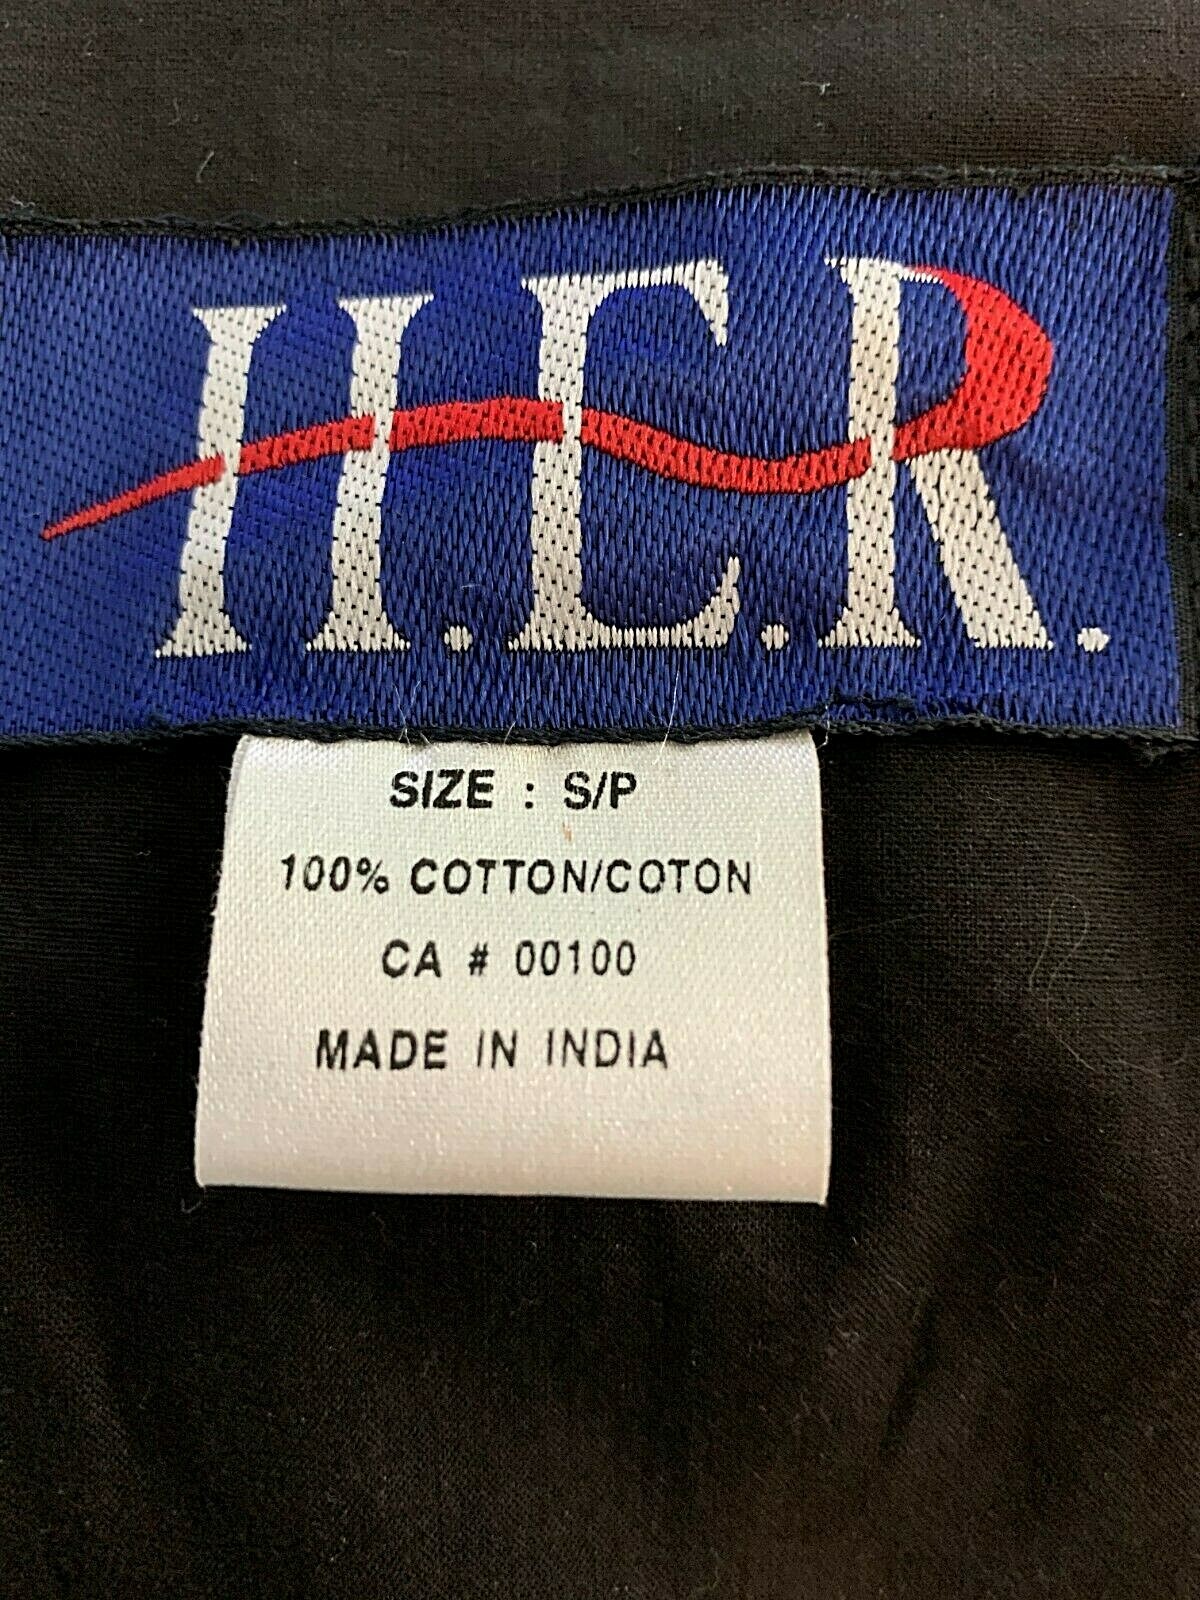 H.E.R.
SIZE : S/P
100% COTTON/COTON
CA # 00100
MADE IN INDIA